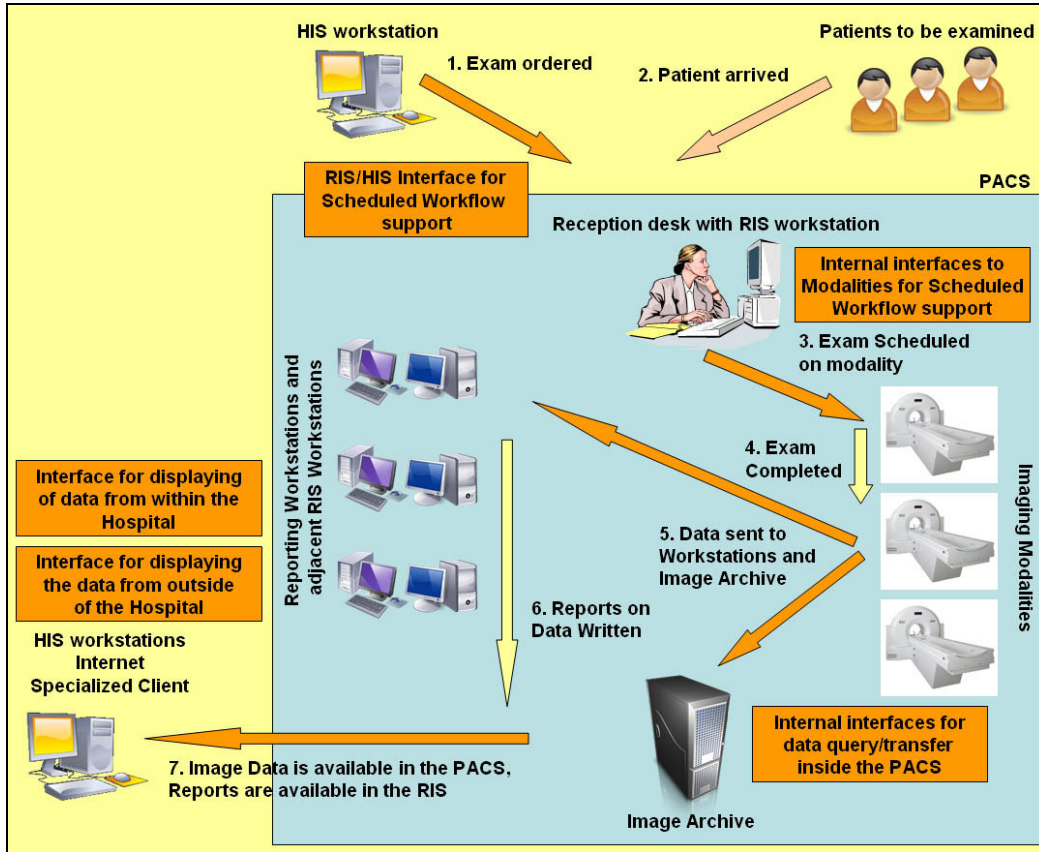 HIS workstation
Patients to be examined
1. Exam ordered
2. Patient arrived
RIS/HIS Interface for
Scheduled Workflow
support
PACS
Reception desk with RIS workstation
Internal interfaces to
Modalities for Scheduled
Workflow support
3. Exam Scheduled
on modality
Reporting Workstations and
adjacent RIS Workstations
4. Exam
Completed
Imaging Modalities
Interface for displaying
of data from within the
Hospital
Interface for displaying
the data from outside
of the Hospital
5. Data sent to
Workstations and
Image Archive
6. Reports on
Data Written
HIS workstations
Internet
Specialized Client
Internal interfaces for
data query/transfer
inside the PACS
7. Image Data is available in the PACS,
Reports are available in the RIS
Image Archive